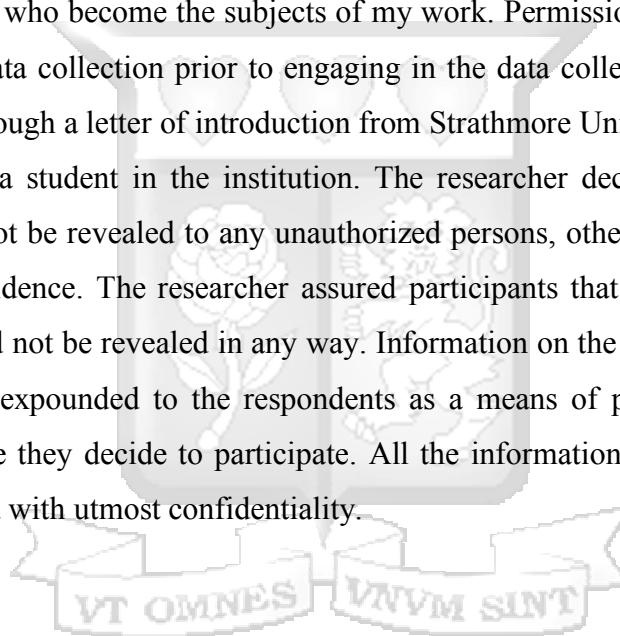 who become the subjects of my work. Permissio
ata collection prior to engaging in the data colle
ough a letter of introduction from Strathmore Uni
a student in the institution. The researcher dec
ot be revealed to any unauthorized persons, othe
idence. The researcher assured participants that
d not be revealed in any way. Information on the
expounded to the respondents as a means of p
e they decide to participate. All the information
with utmost confidentiality.
VT OMNES VNVM SINT